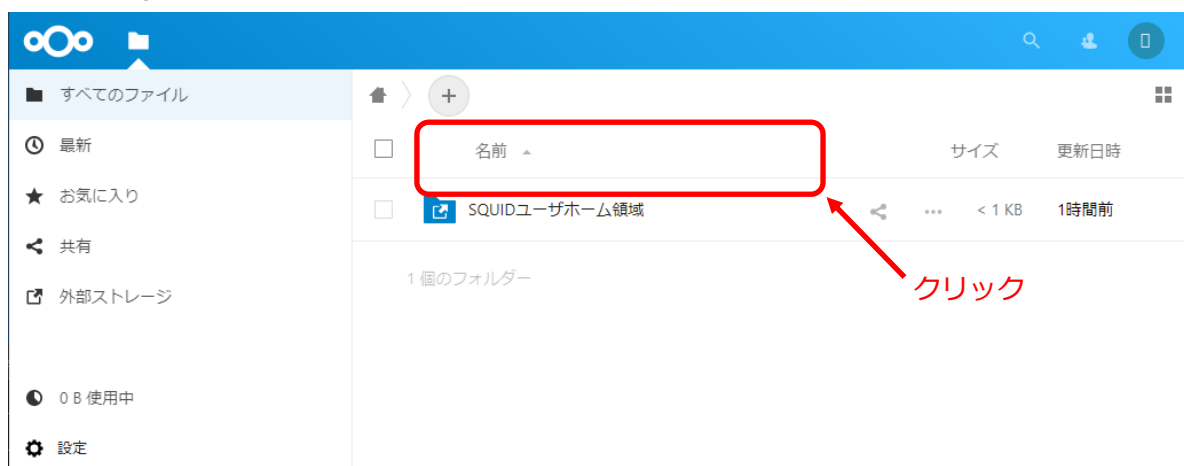 すべてのファイル
最新
お気に入り
共有
外部ストレージ
0 B 使用中
設定
名前 サイズ 更新日時
SQUIDユーザホーム領域 ... < 1 KB 1時間前
1 個のフォルダー
クリック